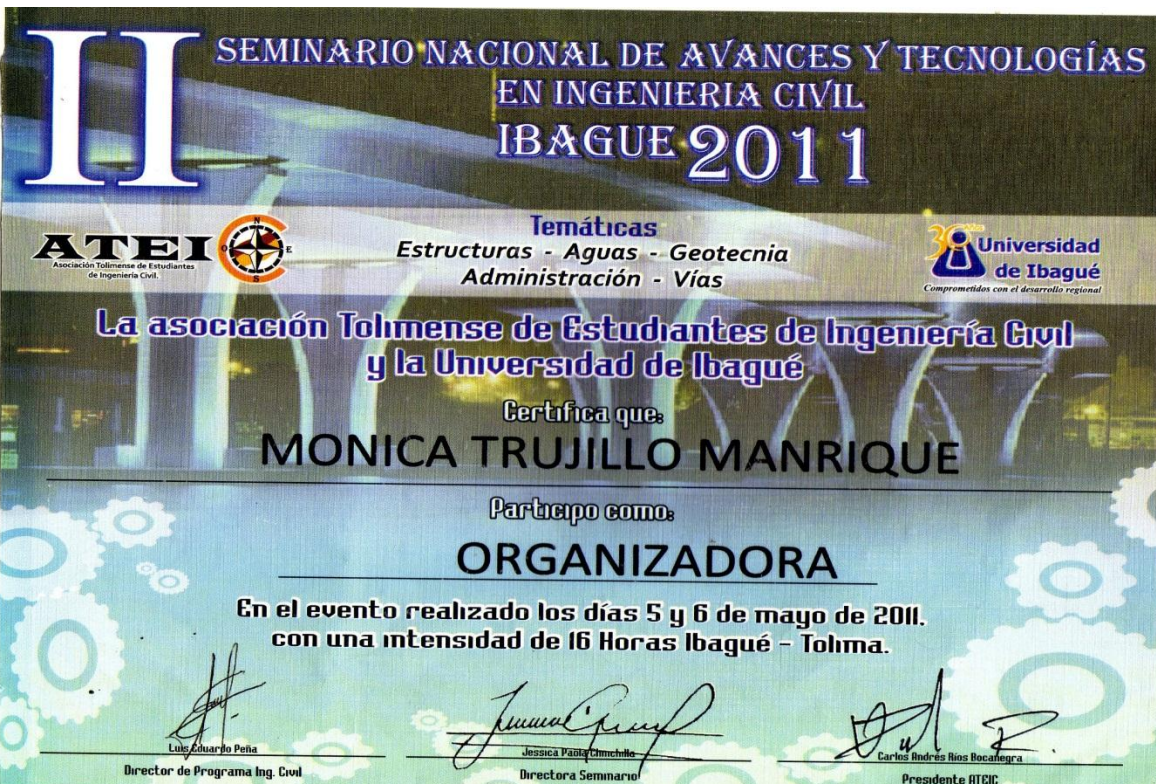 II
SEMINARIO NACIONAL DE AVANCES Y TECNOLOGÍAS
EN INGENIERIA CIVIL
IBAGUE 2011
ATEIC
Asociación Tolimense de Estudiantes
de Ingeniería Civil.
N
E
S
O
Temáticas
Estructuras - Aguas - Geotecnia
Administración - Vías
30 Años
Universidad
de Ibagué
Comprometidos con el desarrollo regional
La asociación Tolimense de Estudiantes de Ingeniería Civil
y la Universidad de Ibagué
Certifica que:
MONICA TRUJILLO MANRIQUE
Participo como:
ORGANIZADORA
En el evento realizado los días 5 y 6 de mayo de 2011.
con una intensidad de 16 Horas Ibagué - Tolima.
Luis Eduardo Peña
Director de Programa Ing. Civil
Jessica Paola Chinchilla
Directora Seminario
Carlos Andrés Ríos Bocanegra
Presidente ATEIC